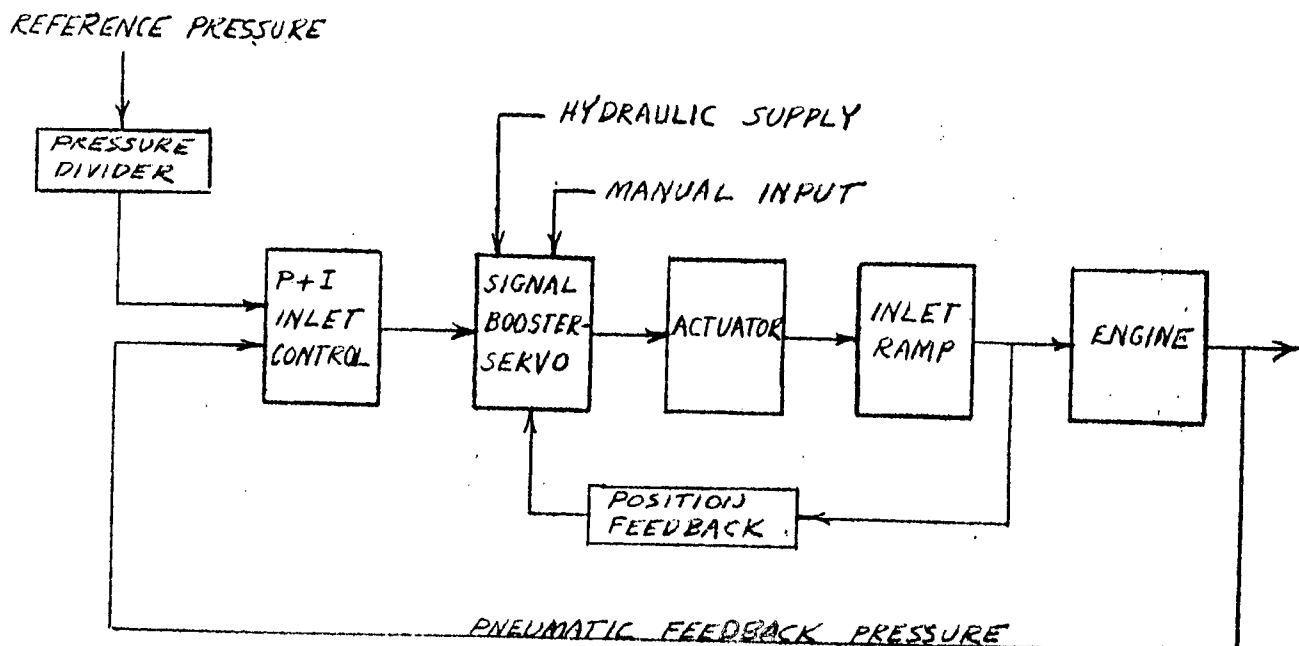 REFERENCE PRESSURE
PRESSURE
DIVIDER
HYDRAULIC SUPPLY
MANUAL INPUT
P+I
INLET
CONTROL
SIGNAL
BOOSTER-
SERVO
ACTUATOR
INLET
RAMP
ENGINE
POSITION
FEEDBACK
PNEUMATIC FEEDBACK PRESSURE